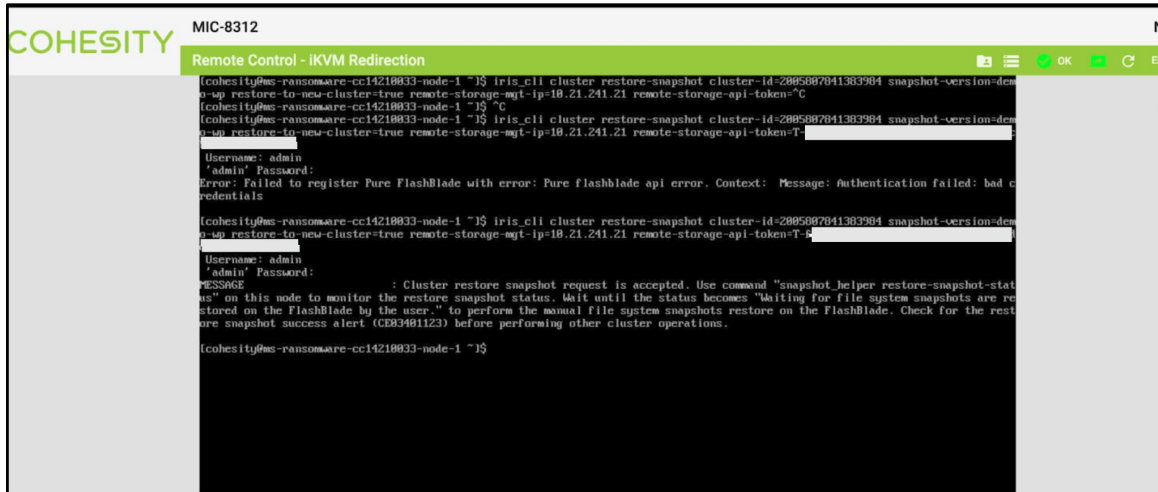 COHESITY
MIC-8312
N
Remote Control - iKVM Redirection
OK
E
[cohesity@ms-ransomware-cc14210033-node-1 ~]$ iris_cli cluster restore-snapshot cluster-id=2005807841383984 snapshot-version=dem
o-wp restore-to-new-cluster=true remote-storage-mgt-ip=10.21.241.21 remote-storage-api-token=^C
[cohesity@ms-ransomware-cc14210033-node-1 ~]$ ^C
[cohesity@ms-ransomware-cc14210033-node-1 ~]$ iris_cli cluster restore-snapshot cluster-id=2005807841383984 snapshot-version=dem
o-wp restore-to-new-cluster=true remote-storage-mgt-ip=10.21.241.21 remote-storage-api-token=T-
Username: admin
'admin' Password:
Error: Failed to register Pure FlashBlade with error: Pure flashblade api error. Context: Message: Authentication failed: bad c
redentials
[cohesity@ms-ransomware-cc14210033-node-1 ~]$ iris_cli cluster restore-snapshot cluster-id=2005807841383984 snapshot-version=dem
o-wp restore-to-new-cluster=true remote-storage-mgt-ip=10.21.241.21 remote-storage-api-token=T-
Username: admin
'admin' Password:
MESSAGE : Cluster restore snapshot request is accepted. Use command "snapshot_helper restore-snapshot-stat
us" on this node to monitor the restore snapshot status. Wait until the status becomes "Waiting for file system snapshots are re
stored on the FlashBlade by the user." to perform the manual file system snapshots restore on the FlashBlade. Check for the rest
ore snapshot success alert (CE03401123) before performing other cluster operations.
[cohesity@ms-ransomware-cc14210033-node-1 ~]$